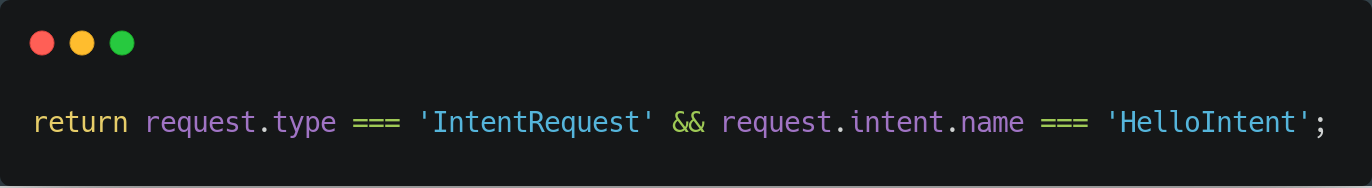 return request.type === 'IntentRequest' && request.intent.name === 'HelloIntent';